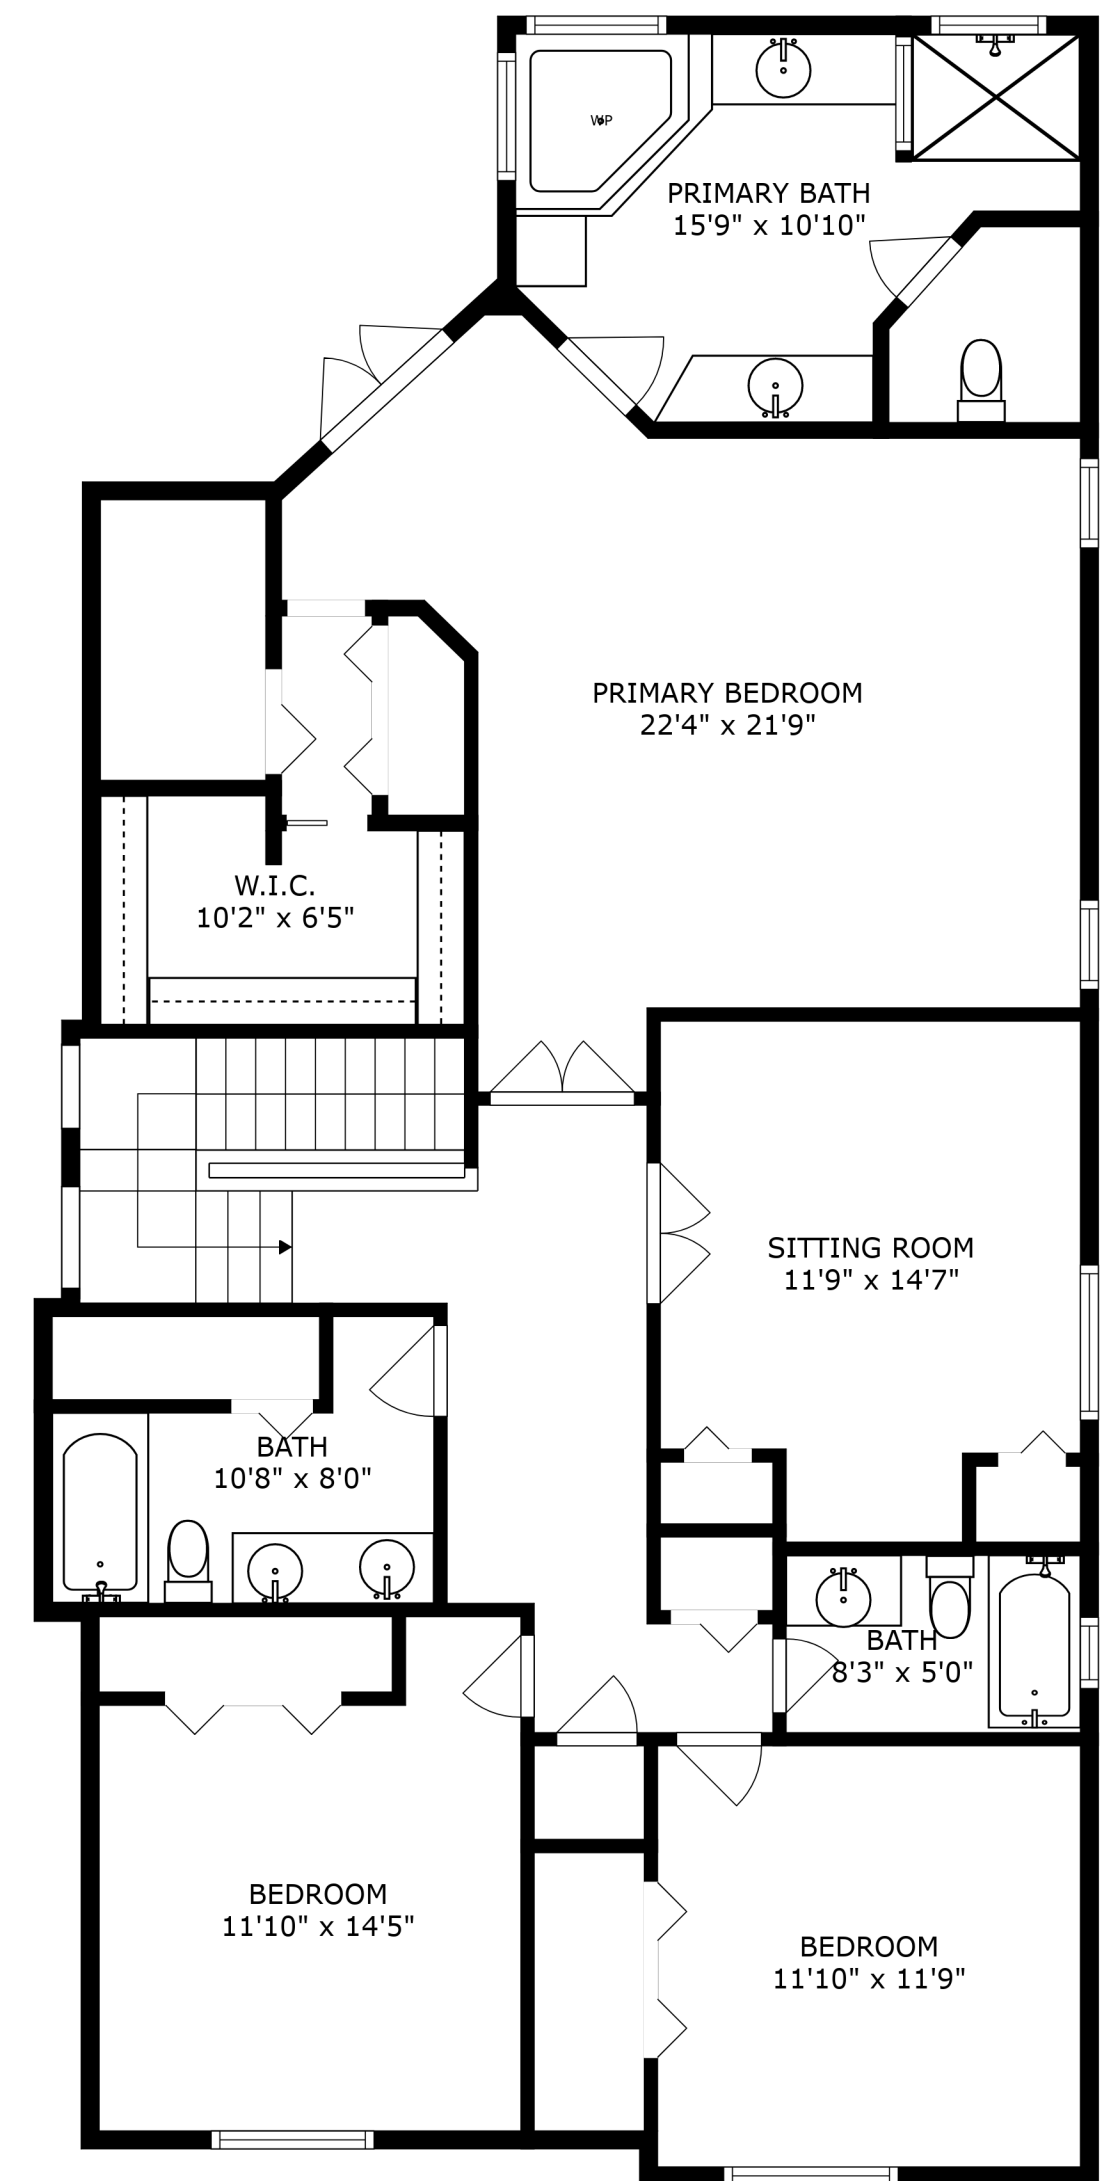 WP
PRIMARY BATH
15'9" x 10'10"
PRIMARY BEDROOM
22'4" x 21'9"
W.I.C.
10'2" x 6'5"
SITTING ROOM
11'9" x 14'7"
BATH
10'8" x 8'0"
BATH
8'3" x 5'0"
BEDROOM
11'10" x 14'5"
BEDROOM
11'10" x 11'9"